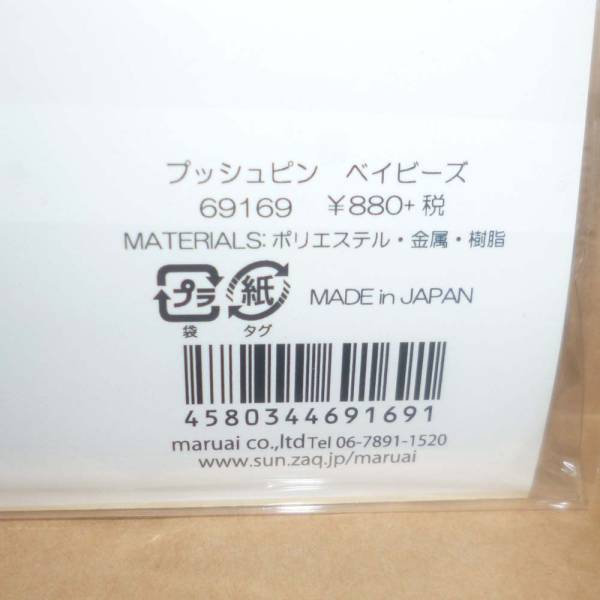 プッシュピン ベイビーズ
69169 ¥880+税
MATERIALS: ポリエステル・金属・樹脂
プラ 紙 MADE in JAPAN
袋 タグ
4580344691691
maruai co.,ltd Tel 06-7891-1520
www.sun.zaq.jp/maruai